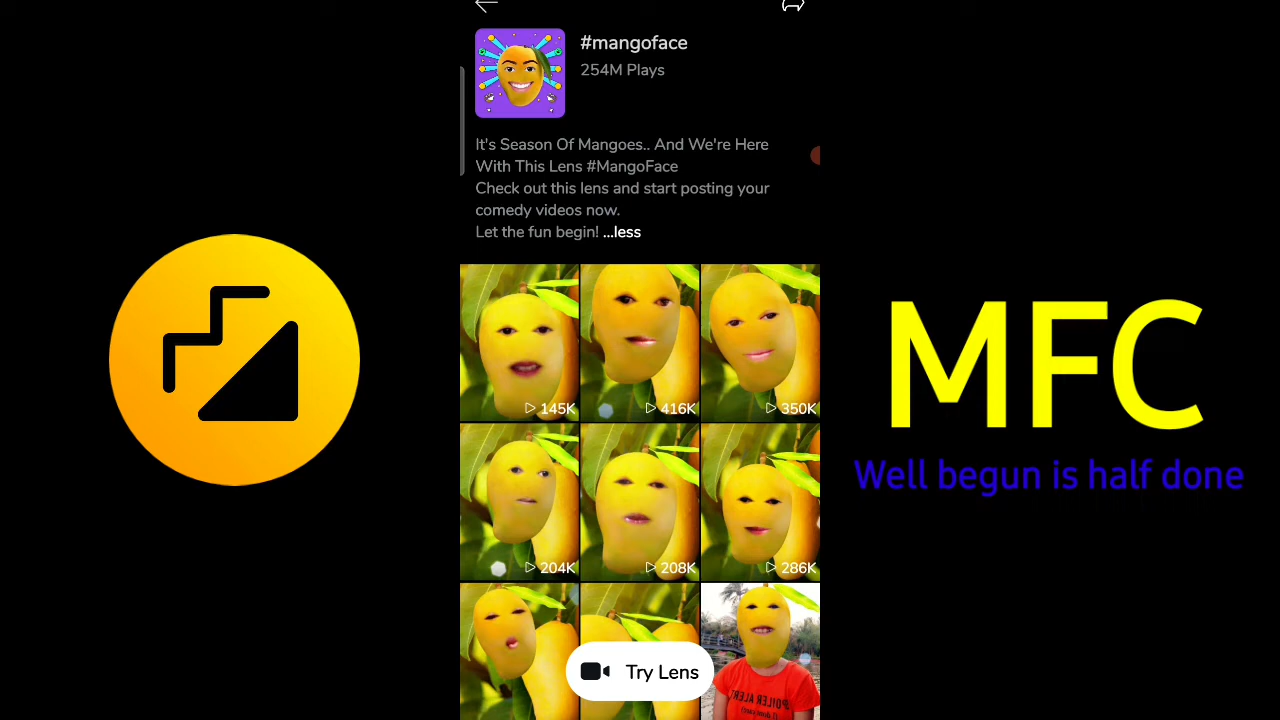 #mangoface
254M Plays
It's Season Of Mangoes.. And We're Here
With This Lens #MangoFace
Check out this lens and start posting your
comedy videos now.
Let the fun begin! ...less
145K
416K
350K
204K
208K
286K
Try Lens
SPOILER ALERT
MFC
Well begun is half done